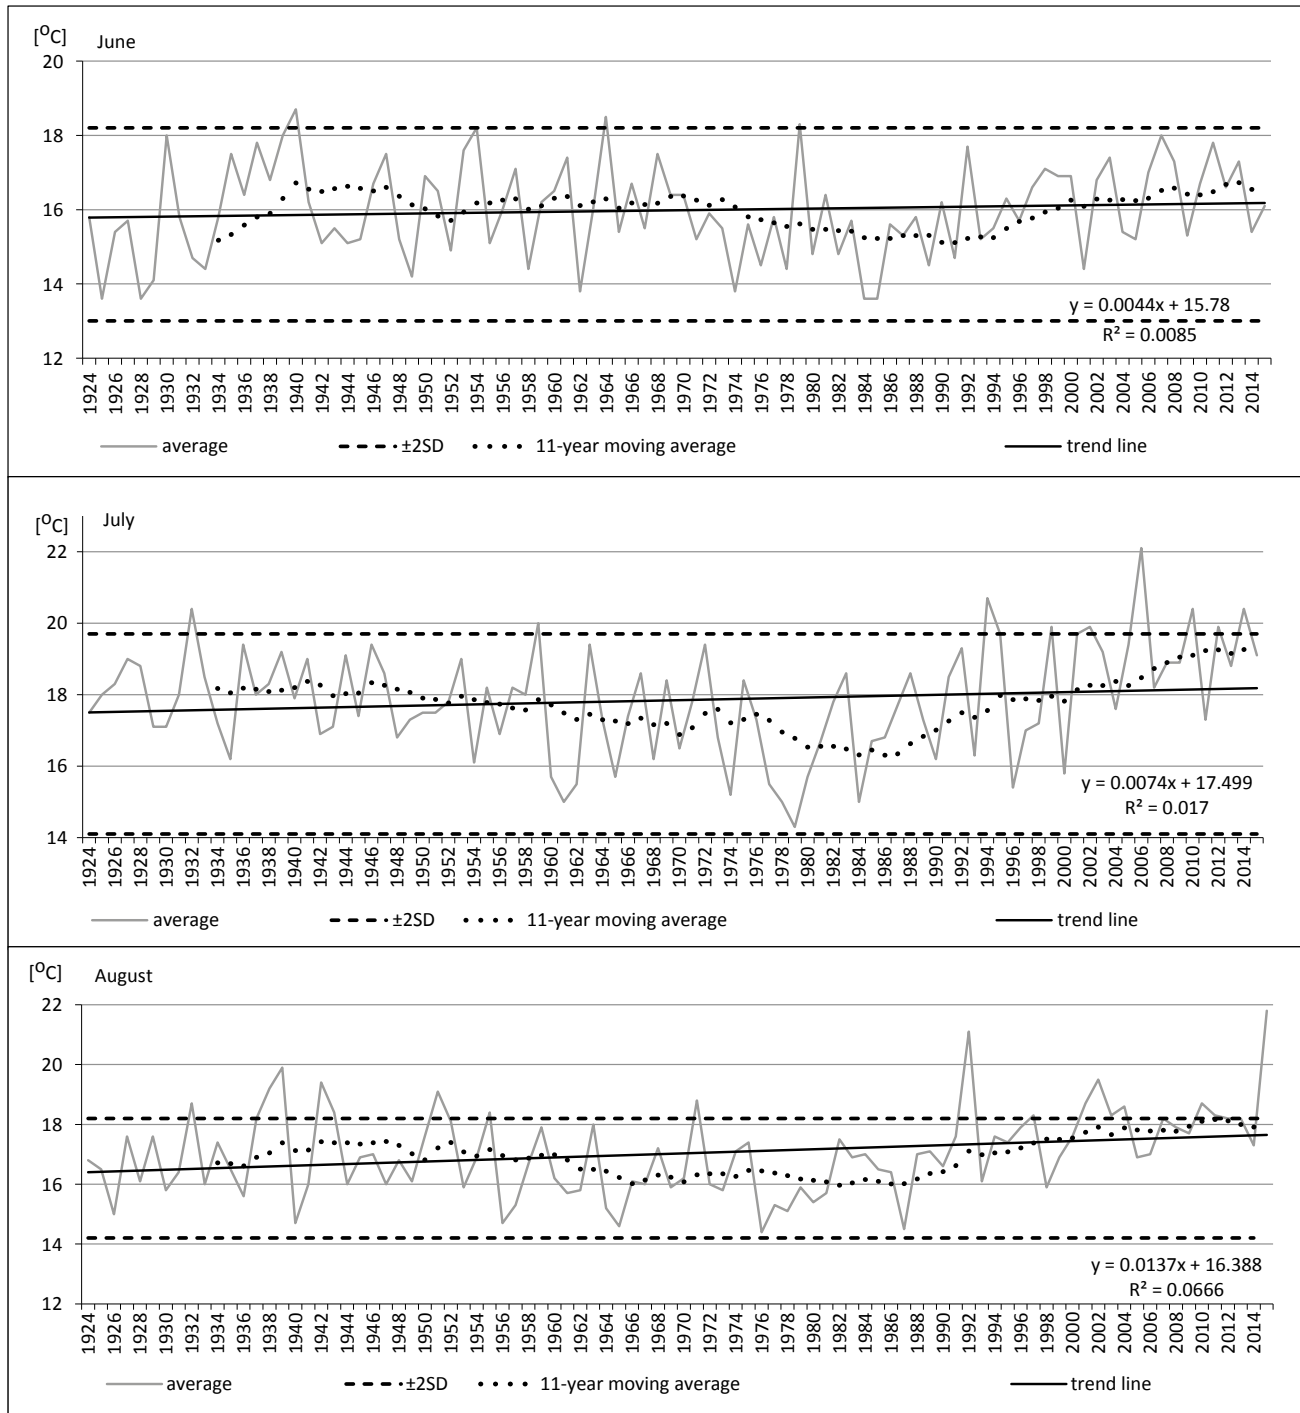 [°C] June
20
18
16
14
12
y = 0.0044x + 15.78
R² = 0.0085
1924 1926 1928 1930 1932 1934 1936 1938 1940 1942 1944 1946 1948 1950 1952 1954 1956 1958 1960 1962 1964 1966 1968 1970 1972 1974 1976 1978 1980 1982 1984 1986 1988 1990 1992 1994 1996 1998 2000 2002 2004 2006 2008 2010 2012 2014
average ±2SD 11-year moving average trend line
[°C] July
22
20
18
16
14
y = 0.0074x + 17.499
R² = 0.017
1924 1926 1928 1930 1932 1934 1936 1938 1940 1942 1944 1946 1948 1950 1952 1954 1956 1958 1960 1962 1964 1966 1968 1970 1972 1974 1976 1978 1980 1982 1984 1986 1988 1990 1992 1994 1996 1998 2000 2002 2004 2006 2008 2010 2012 2014
average ±2SD 11-year moving average trend line
[°C] August
22
20
18
16
14
12
y = 0.0137x + 16.388
R² = 0.0666
1924 1926 1928 1930 1932 1934 1936 1938 1940 1942 1944 1946 1948 1950 1952 1954 1956 1958 1960 1962 1964 1966 1968 1970 1972 1974 1976 1978 1980 1982 1984 1986 1988 1990 1992 1994 1996 1998 2000 2002 2004 2006 2008 2010 2012 2014
average ±2SD 11-year moving average trend line